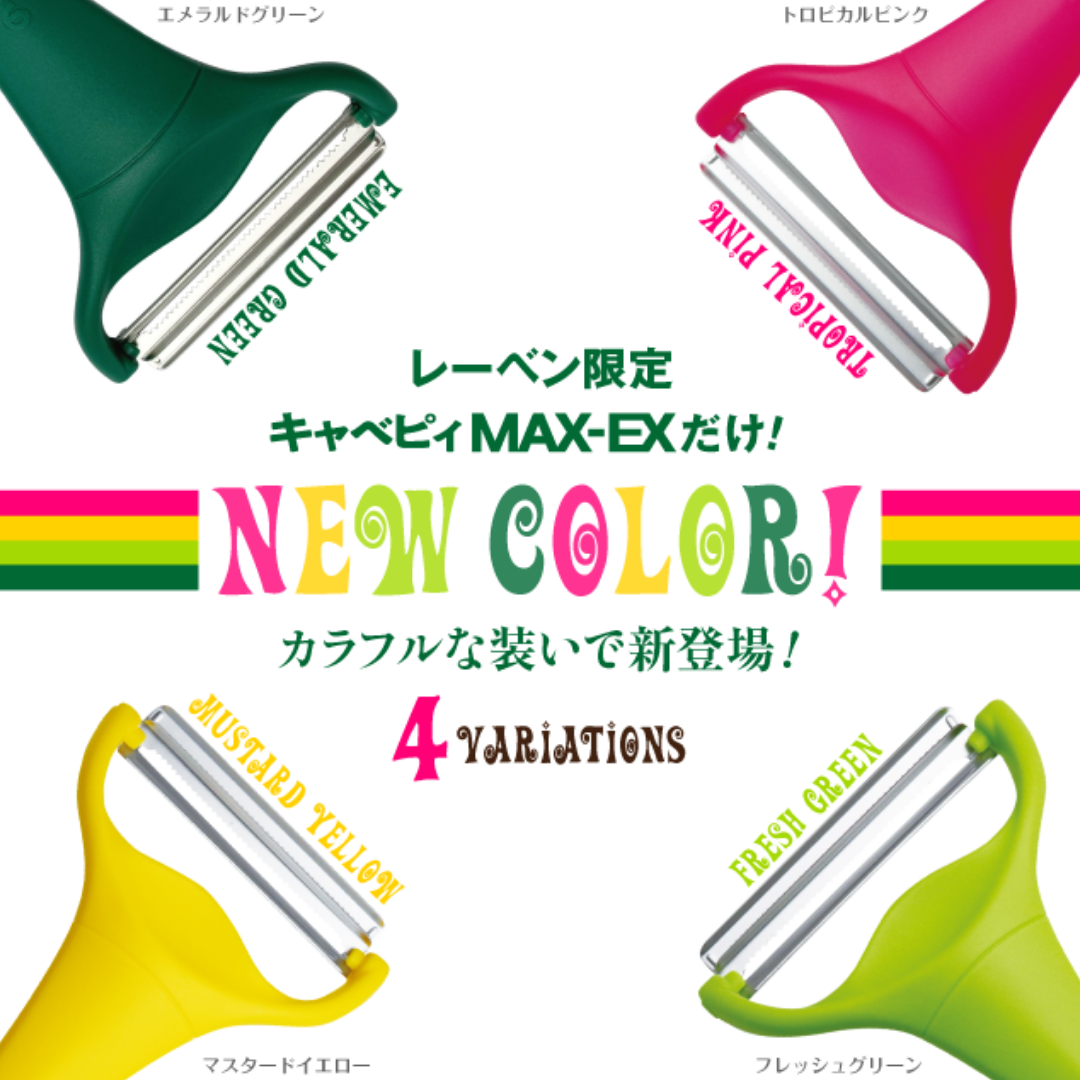 エメラルドグリーン
トロピカルピンク
EMERALD GREEN
TROPICAL PINK
レーベン限定
キャベピィMAX-EXだけ!
NEW COLOR!
カラフルな装いで新登場!
4 VARiATiONS
MUSTARD YELLOW
FRESH GREEN
マスタードイエロー
フレッシュグリーン